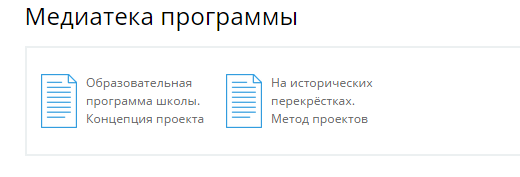 Медиатека программы
Образовательная
программа школы.
Концепция проекта
На исторических
перекрёстках.
Метод проектов